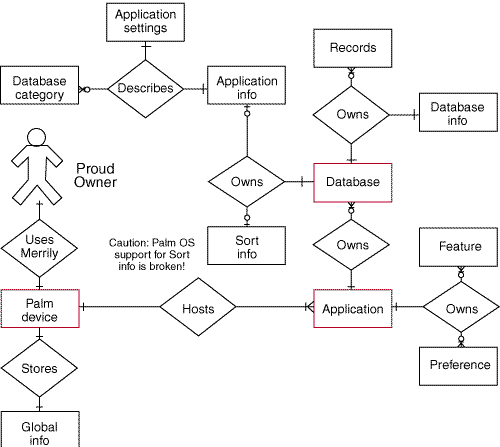 Application
settings
Records
Database
category
Describes
Application
info
Owns
Database
info
Proud
Owner
Owns
Database
Uses
Merrily
Caution: Palm OS
support for Sort
info is broken!
Sort
info
Owns
Feature
Palm
device
Hosts
Application
Owns
Preference
Stores
Global
info